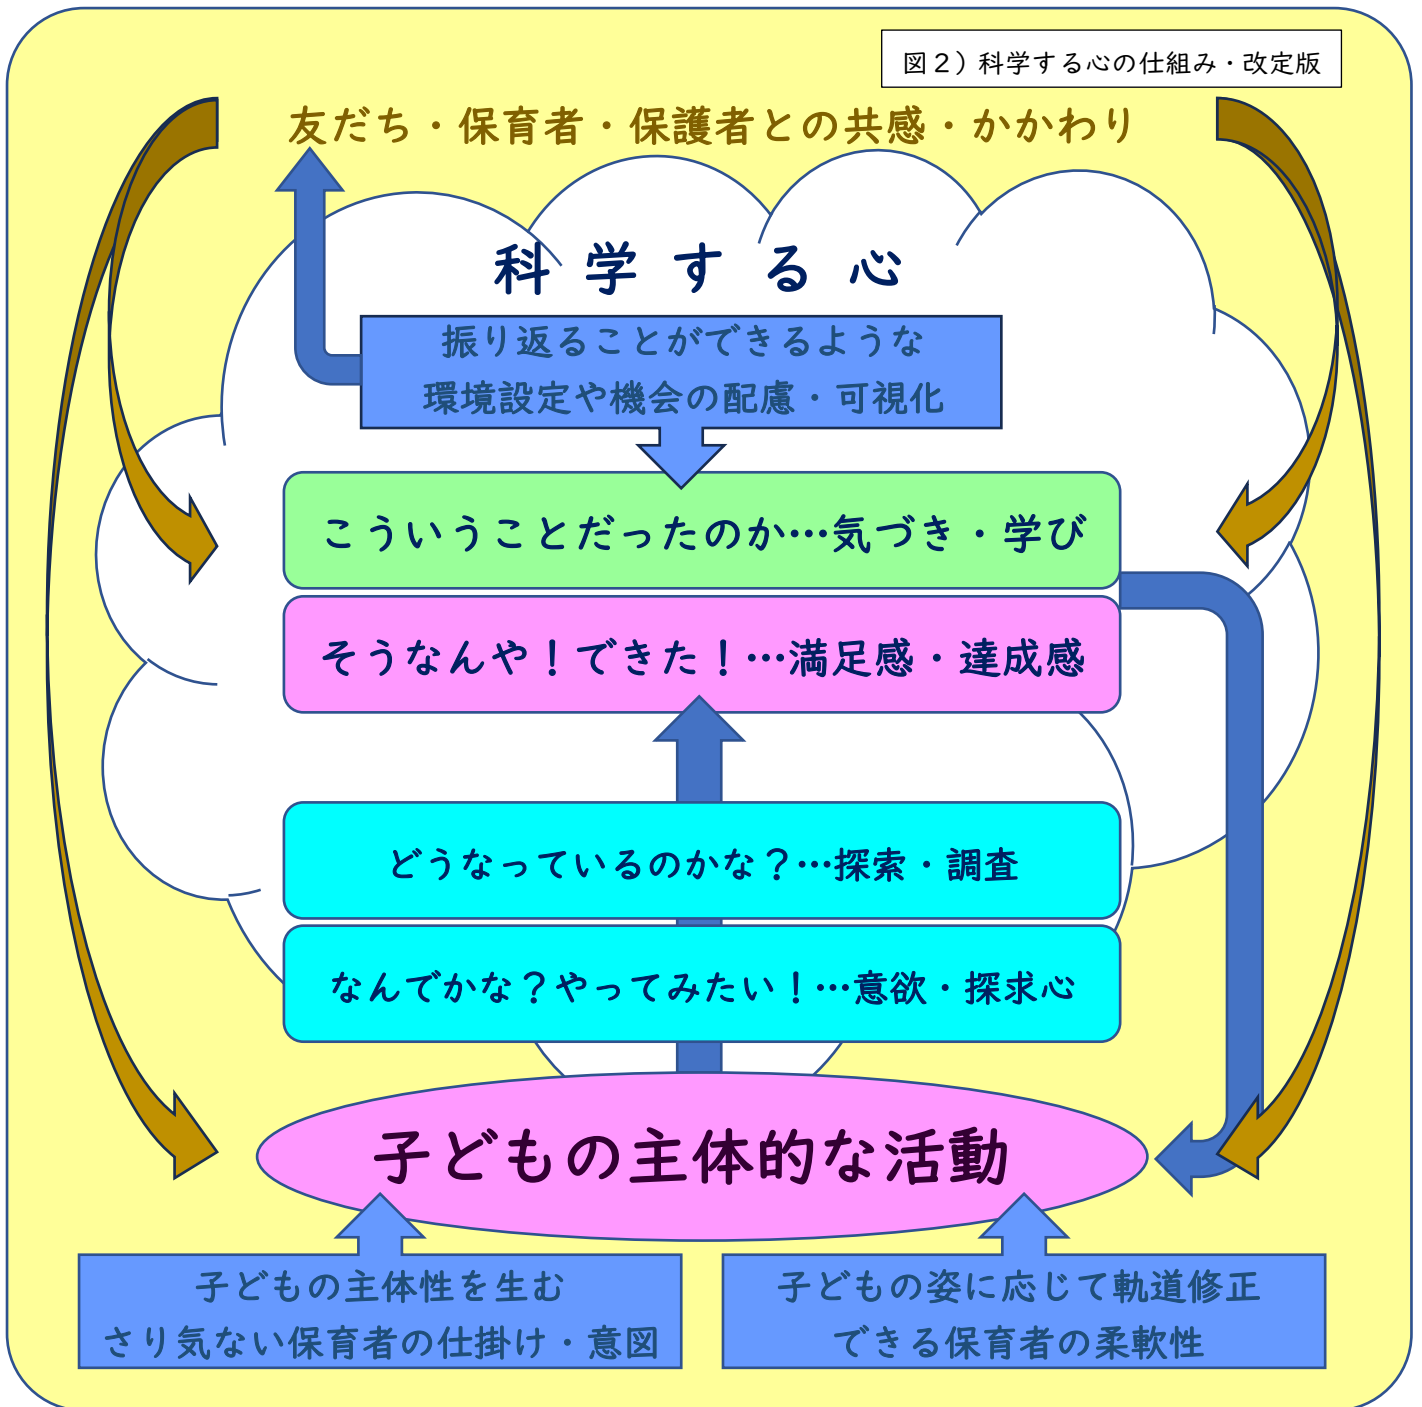 図２）科学する心の仕組み・改定版
友だち・保育者・保護者との共感・かかわり
科学する心
振り返ることができるような
環境設定や機会の配慮・可視化
こういうことだったのか…気づき・学び
そうなんや！できた！…満足感・達成感
どうなっているのかな？…探索・調査
なんでかな？やってみたい！…意欲・探求心
子どもの主体的な活動
子どもの主体性を生む
さり気ない保育者の仕掛け・意図
子どもの姿に応じて軌道修正
できる保育者の柔軟性